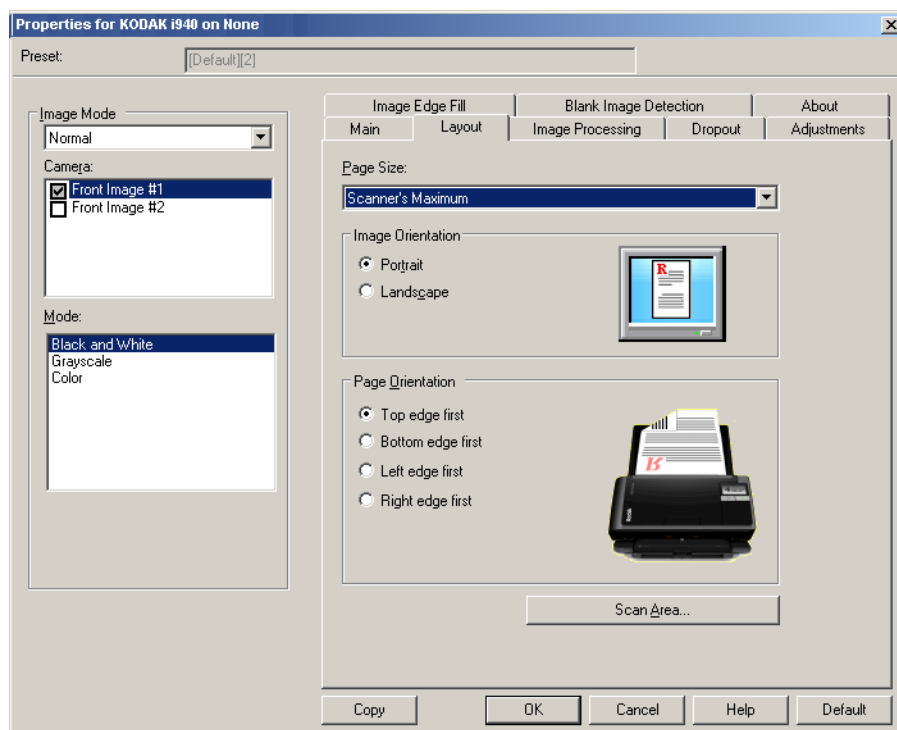 Properties for KODAK i940 on None
Preset:
[Default][2]
Image Mode
Normal
Camera:
Front Image #1
Front Image #2
Mode:
Black and White
Grayscale
Color
Image Edge Fill
Blank Image Detection
About
Main
Layout
Image Processing
Dropout
Adjustments
Page Size:
Scanner's Maximum
Image Orientation
Portrait
Landscape
R
Page Orientation
Top edge first
Bottom edge first
Left edge first
Right edge first
R
Kodak
Scan Area...
Copy
OK
Cancel
Help
Default